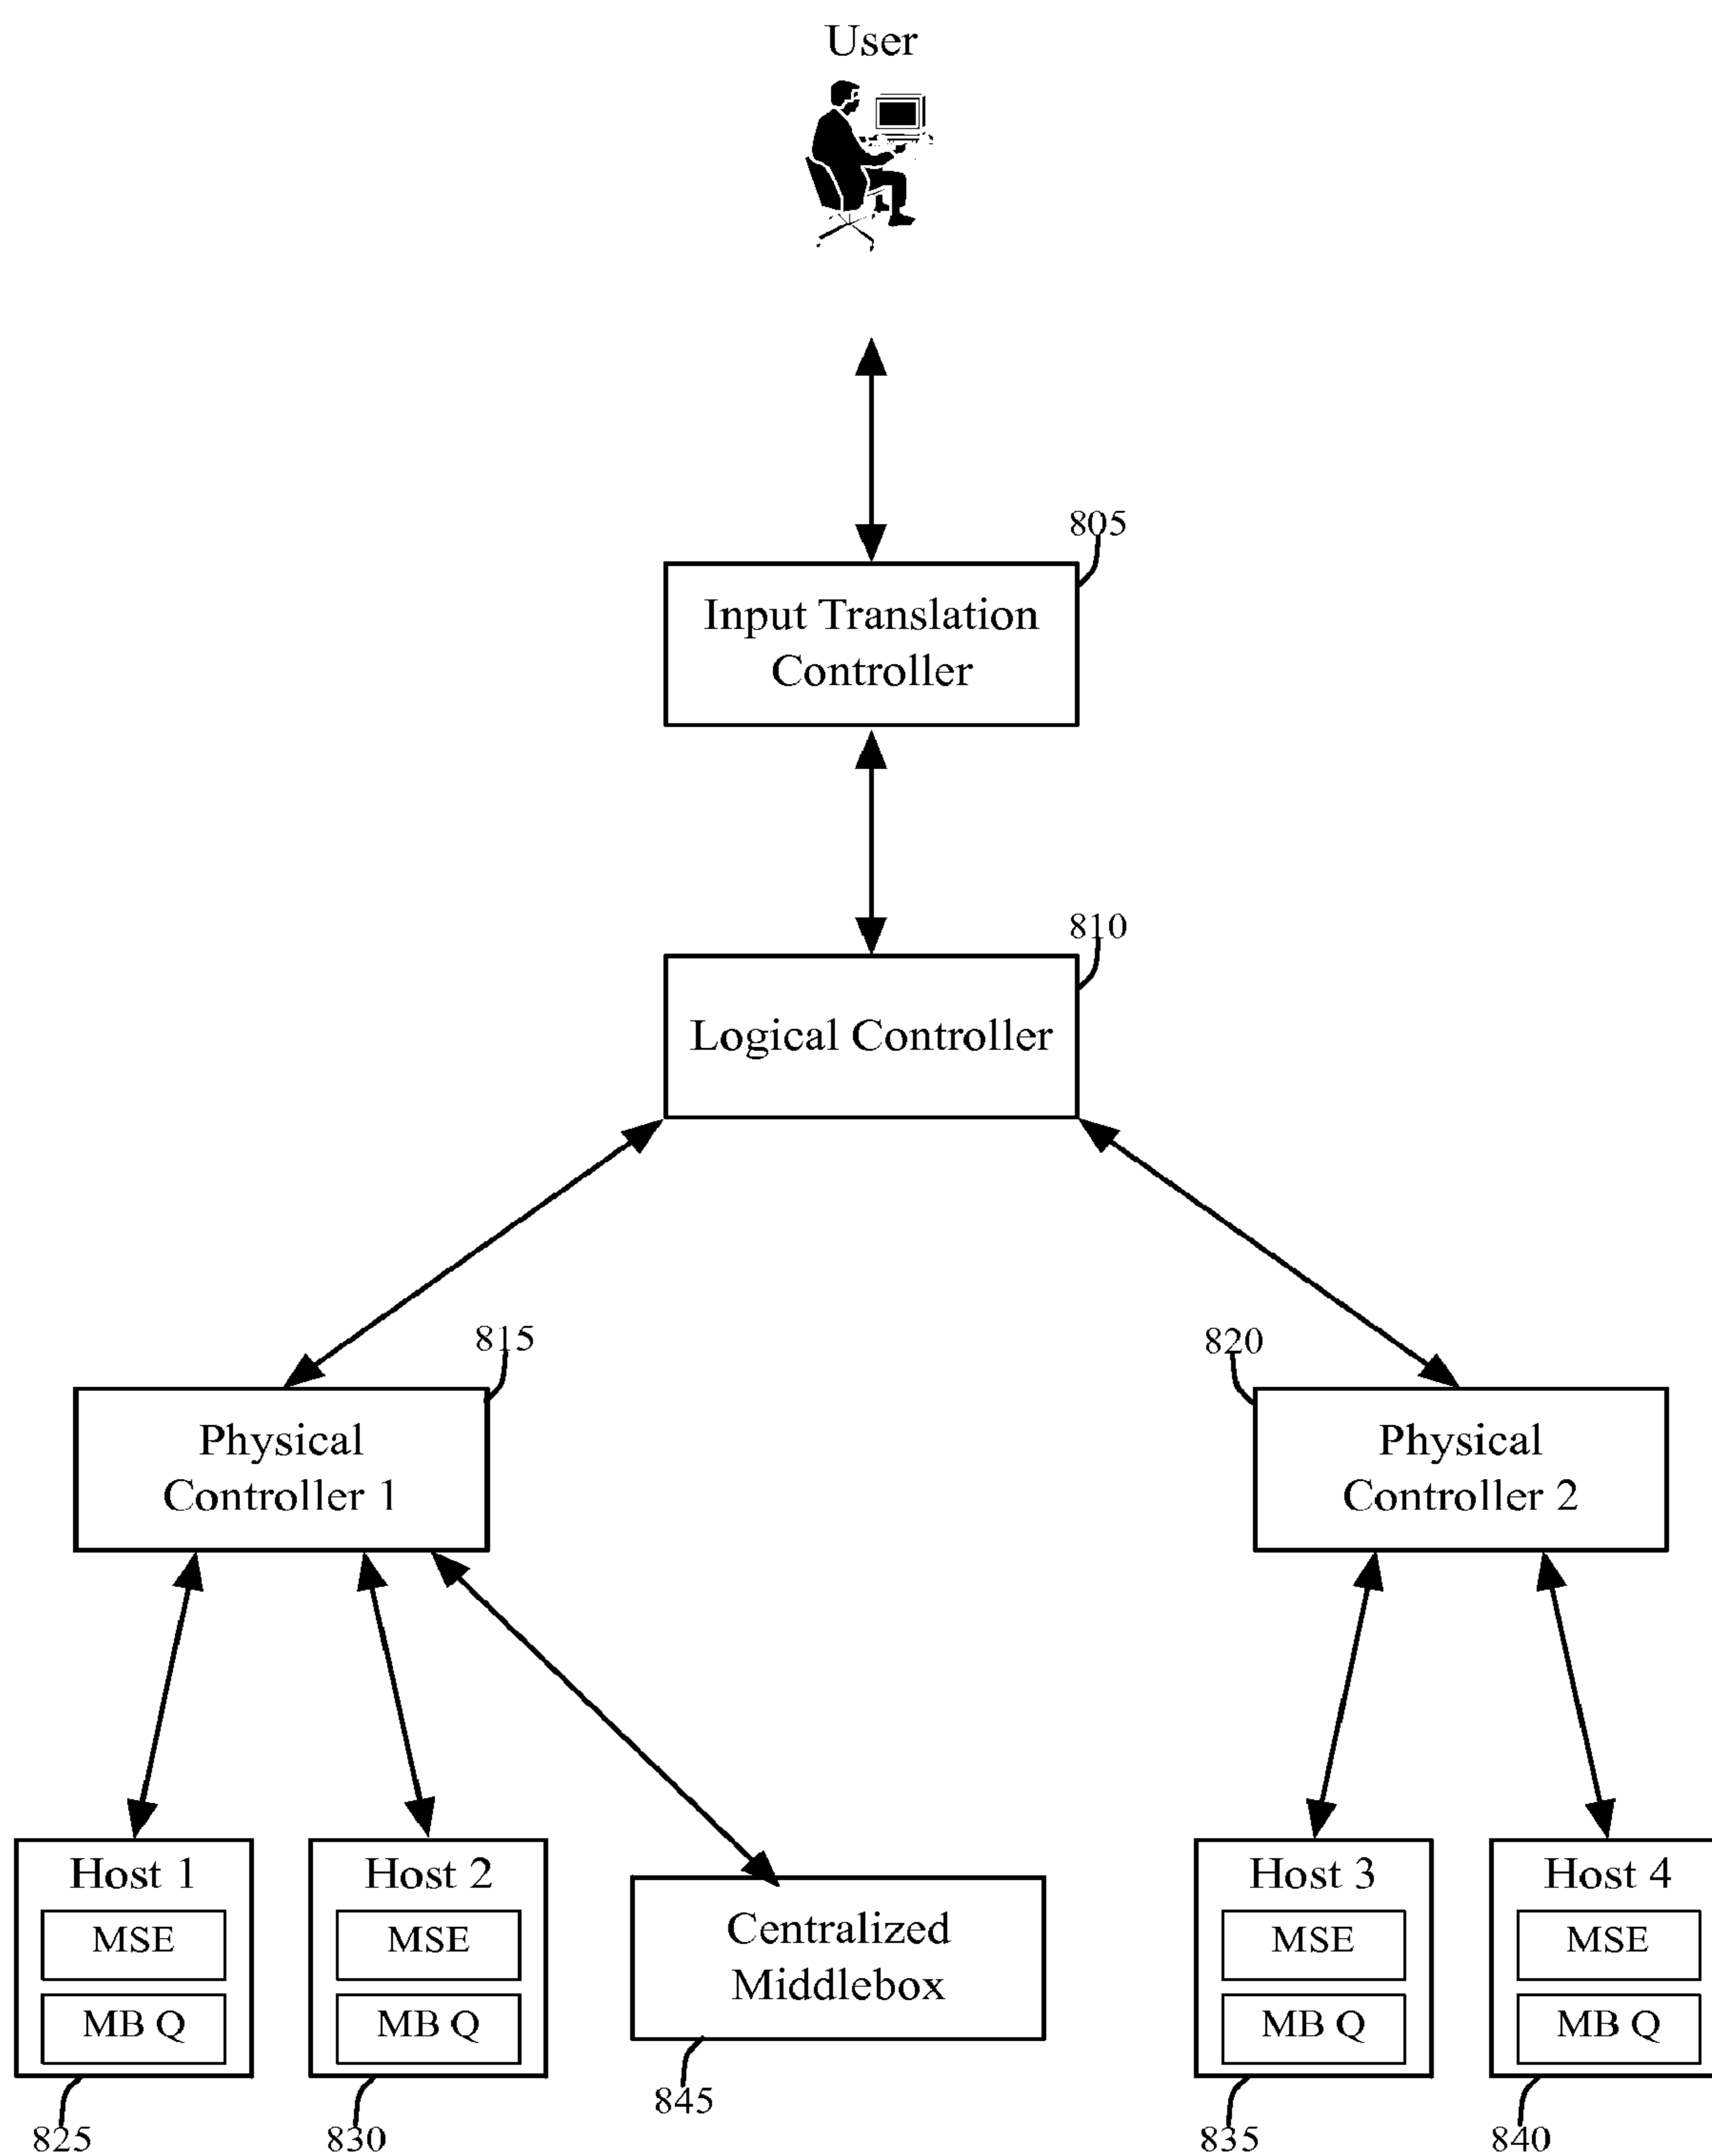 User
805
Input Translation
Controller
810
Logical Controller
815
820
Physical
Controller 1
Physical
Controller 2
Host 1
MSE
MB Q
Host 2
MSE
MB Q
Centralized
Middlebox
Host 3
MSE
MB Q
Host 4
MSE
MB Q
825
830
845
835
840